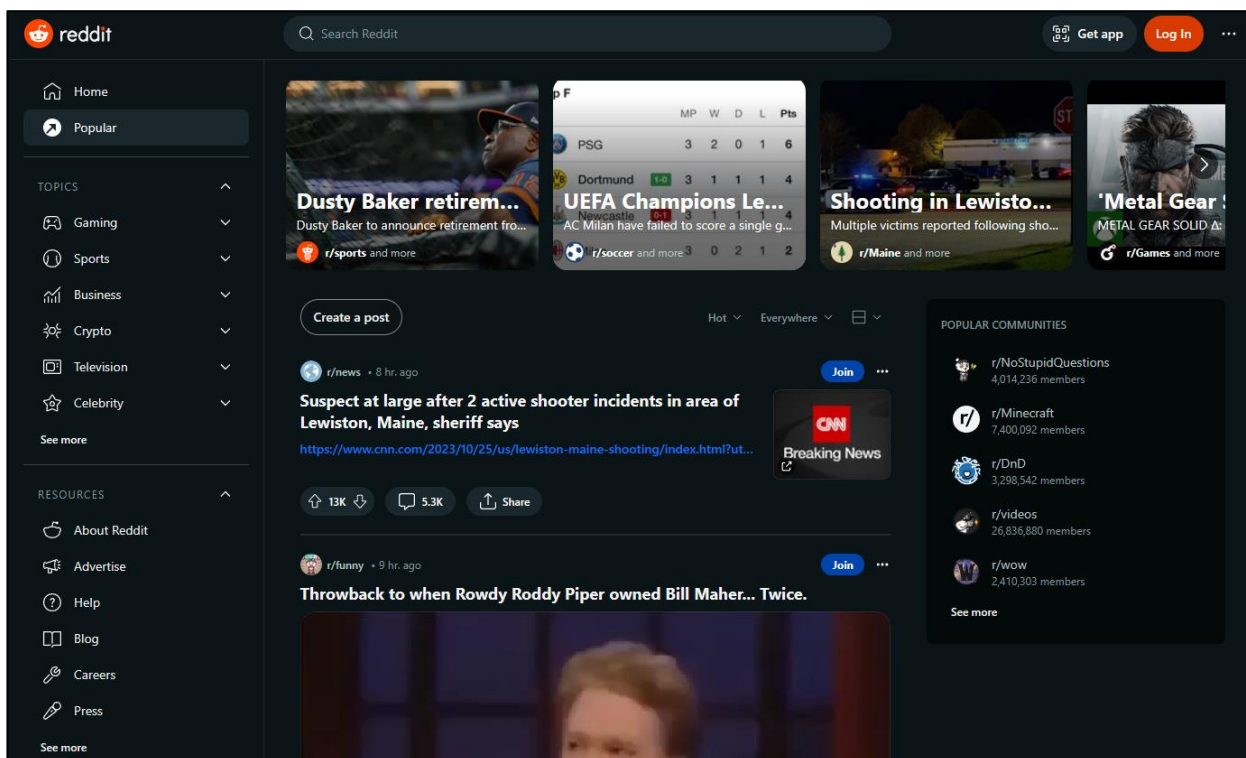 reddit
Search Reddit
Get app
Log In
Home
Popular
TOPICS
Gaming
Sports
Business
Crypto
Television
Celebrity
See more
RESOURCES
About Reddit
Advertise
Help
Blog
Careers
Press
See more
Dusty Baker retirem...
Dusty Baker to announce retirement fro...
r/sports and more
p F
MP W D L Pts
PSG 3 2 0 1 6
Dortmund 1-0 3 1 1 1 4
Newcastle 0-1 3 1 1 1 4
3 0 2 1 2
UEFA Champions Le...
AC Milan have failed to score a single g...
r/soccer and more
STOP
Shooting in Lewisto...
Multiple victims reported following sho...
r/Maine and more
'Metal Gear S
METAL GEAR SOLID Δ:
r/Games and more
Create a post
Hot
Everywhere
r/news • 8 hr. ago
Join
Suspect at large after 2 active shooter incidents in area of
Lewiston, Maine, sheriff says
https://www.cnn.com/2023/10/25/us/lewiston-maine-shooting/index.html?ut...
CNN
Breaking News
13K
5.3K
Share
r/funny • 9 hr. ago
Join
Throwback to when Rowdy Roddy Piper owned Bill Maher... Twice.
POPULAR COMMUNITIES
r/NoStupidQuestions
4,014,236 members
r/
r/Minecraft
7,400,092 members
r/DnD
3,298,542 members
r/videos
26,836,880 members
r/wow
2,410,303 members
See more